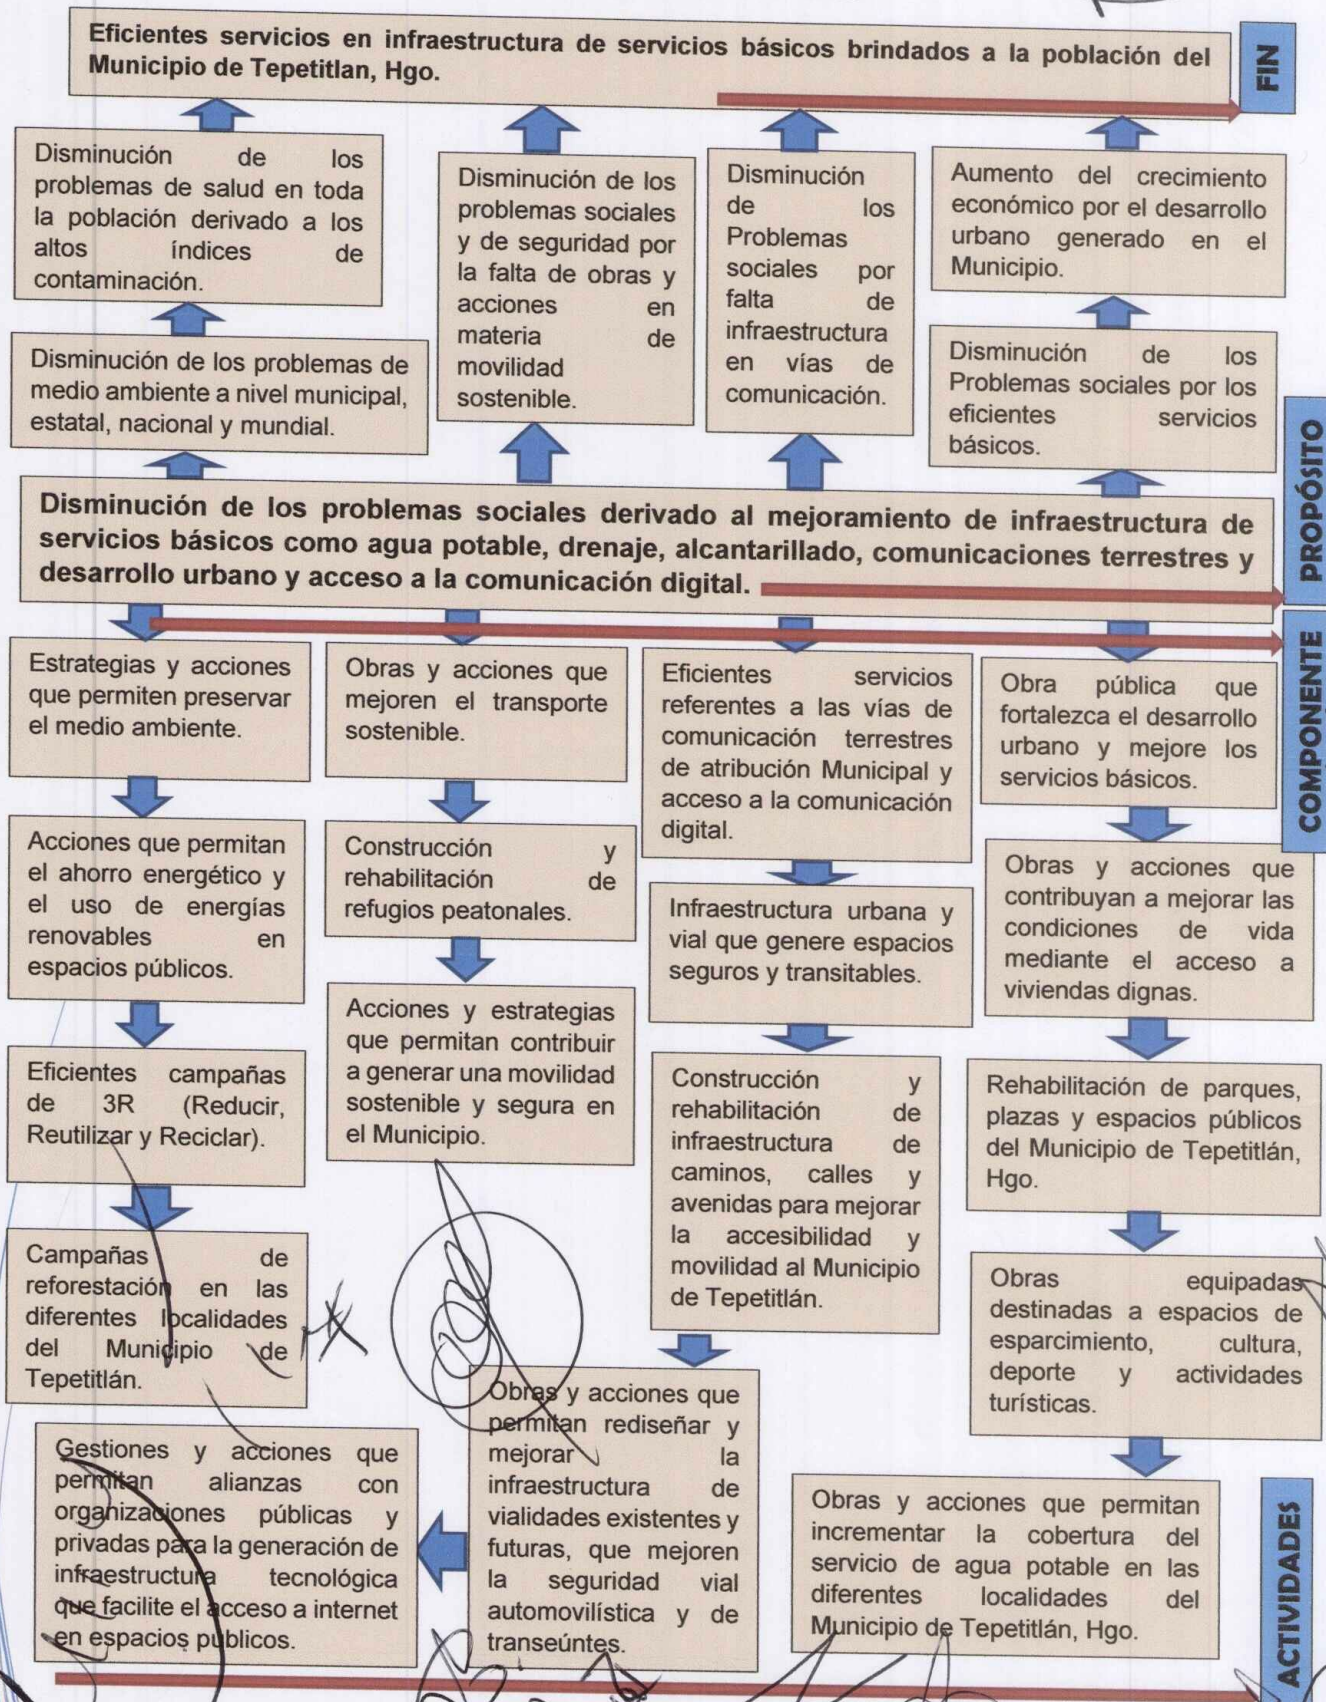 Eficientes servicios en infraestructura de servicios básicos brindados a la población del
Municipio de Tepetitlan, Hgo.
FIN
Disminución de los
problemas de salud en toda
la población derivado a los
altos índices de
contaminación.
Disminución de los
problemas sociales
y de seguridad por
la falta de obras y
acciones en
materia de
movilidad
sostenible.
Disminución
de los
Problemas
sociales por
falta de
infraestructura
en vías de
comunicación.
Aumento del crecimiento
económico por el desarrollo
urbano generado en el
Municipio.
Disminución de los problemas de
medio ambiente a nivel municipal,
estatal, nacional y mundial.
Disminución de los
Problemas sociales por los
eficientes servicios
básicos.
Disminución de los problemas sociales derivado al mejoramiento de infraestructura de
servicios básicos como agua potable, drenaje, alcantarillado, comunicaciones terrestres y
desarrollo urbano y acceso a la comunicación digital.
PROPÓSITO
Estrategias y acciones
que permiten preservar
el medio ambiente.
Obras y acciones que
mejoren el transporte
sostenible.
Eficientes servicios
referentes a las vías de
comunicación terrestres
de atribución Municipal y
acceso a la comunicación
digital.
Obra pública que
fortalezca el desarrollo
urbano y mejore los
servicios básicos.
COMPONENTE
Acciones que permitan
el ahorro energético y
el uso de energías
renovables en
espacios públicos.
Construcción y
rehabilitación de
refugios peatonales.
Infraestructura urbana y
vial que genere espacios
seguros y transitables.
Obras y acciones que
contribuyan a mejorar las
condiciones de vida
mediante el acceso a
viviendas dignas.
Eficientes campañas
de 3R (Reducir,
Reutilizar y Reciclar).
Acciones y estrategias
que permitan contribuir
a generar una movilidad
sostenible y segura en
el Municipio.
Construcción y
rehabilitación de
infraestructura de
caminos, calles y
avenidas para mejorar
la accesibilidad y
movilidad al Municipio
de Tepetitlán.
Rehabilitación de parques,
plazas y espacios públicos
del Municipio de Tepetitlán,
Hgo.
Campañas de
reforestación en las
diferentes localidades
del Municipio de
Tepetitlán.
Obras equipadas
destinadas a espacios de
esparcimiento, cultura,
deporte y actividades
turísticas.
Gestiones y acciones que
permitan alianzas con
organizaciones públicas y
privadas para la generación de
infraestructura tecnológica
que facilite el acceso a internet
en espacios públicos.
Obras y acciones que
permitan rediseñar y
mejorar la
infraestructura de
vialidades existentes y
futuras, que mejoren
la seguridad vial
automovilística y de
transeúntes.
Obras y acciones que permitan
incrementar la cobertura del
servicio de agua potable en las
diferentes localidades del
Municipio de Tepetitlán, Hgo.
ACTIVIDADES